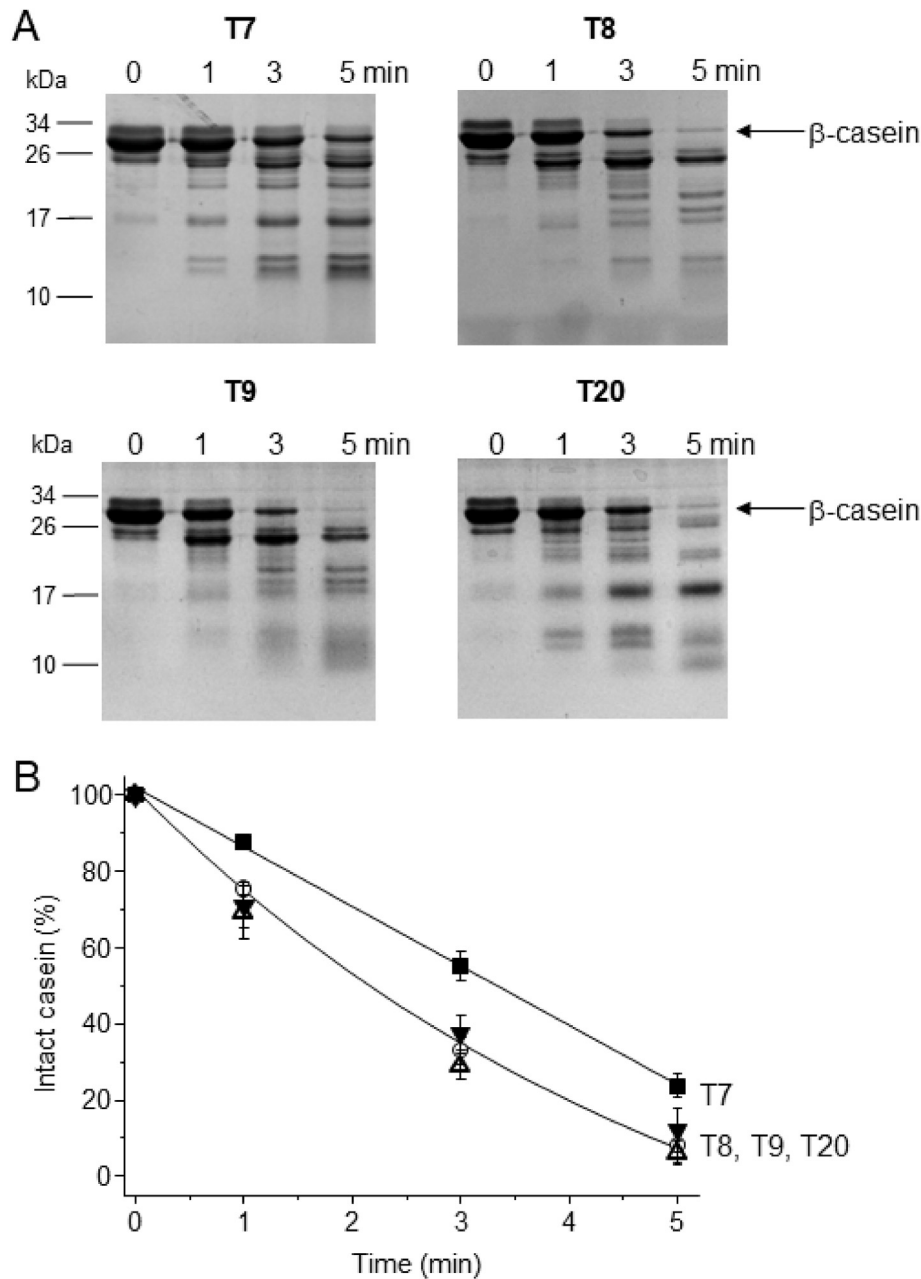 A
T7 T8
kDa 0 1 3 5 min 0 1 3 5 min
34
β-casein
26
17
10
T9 T20
kDa 0 1 3 5 min 0 1 3 5 min
34
β-casein
26
17
10
B
100
80
60
40
20
0
Intact casein (%)
T7
T8, T9, T20
0 1 2 3 4 5
Time (min)